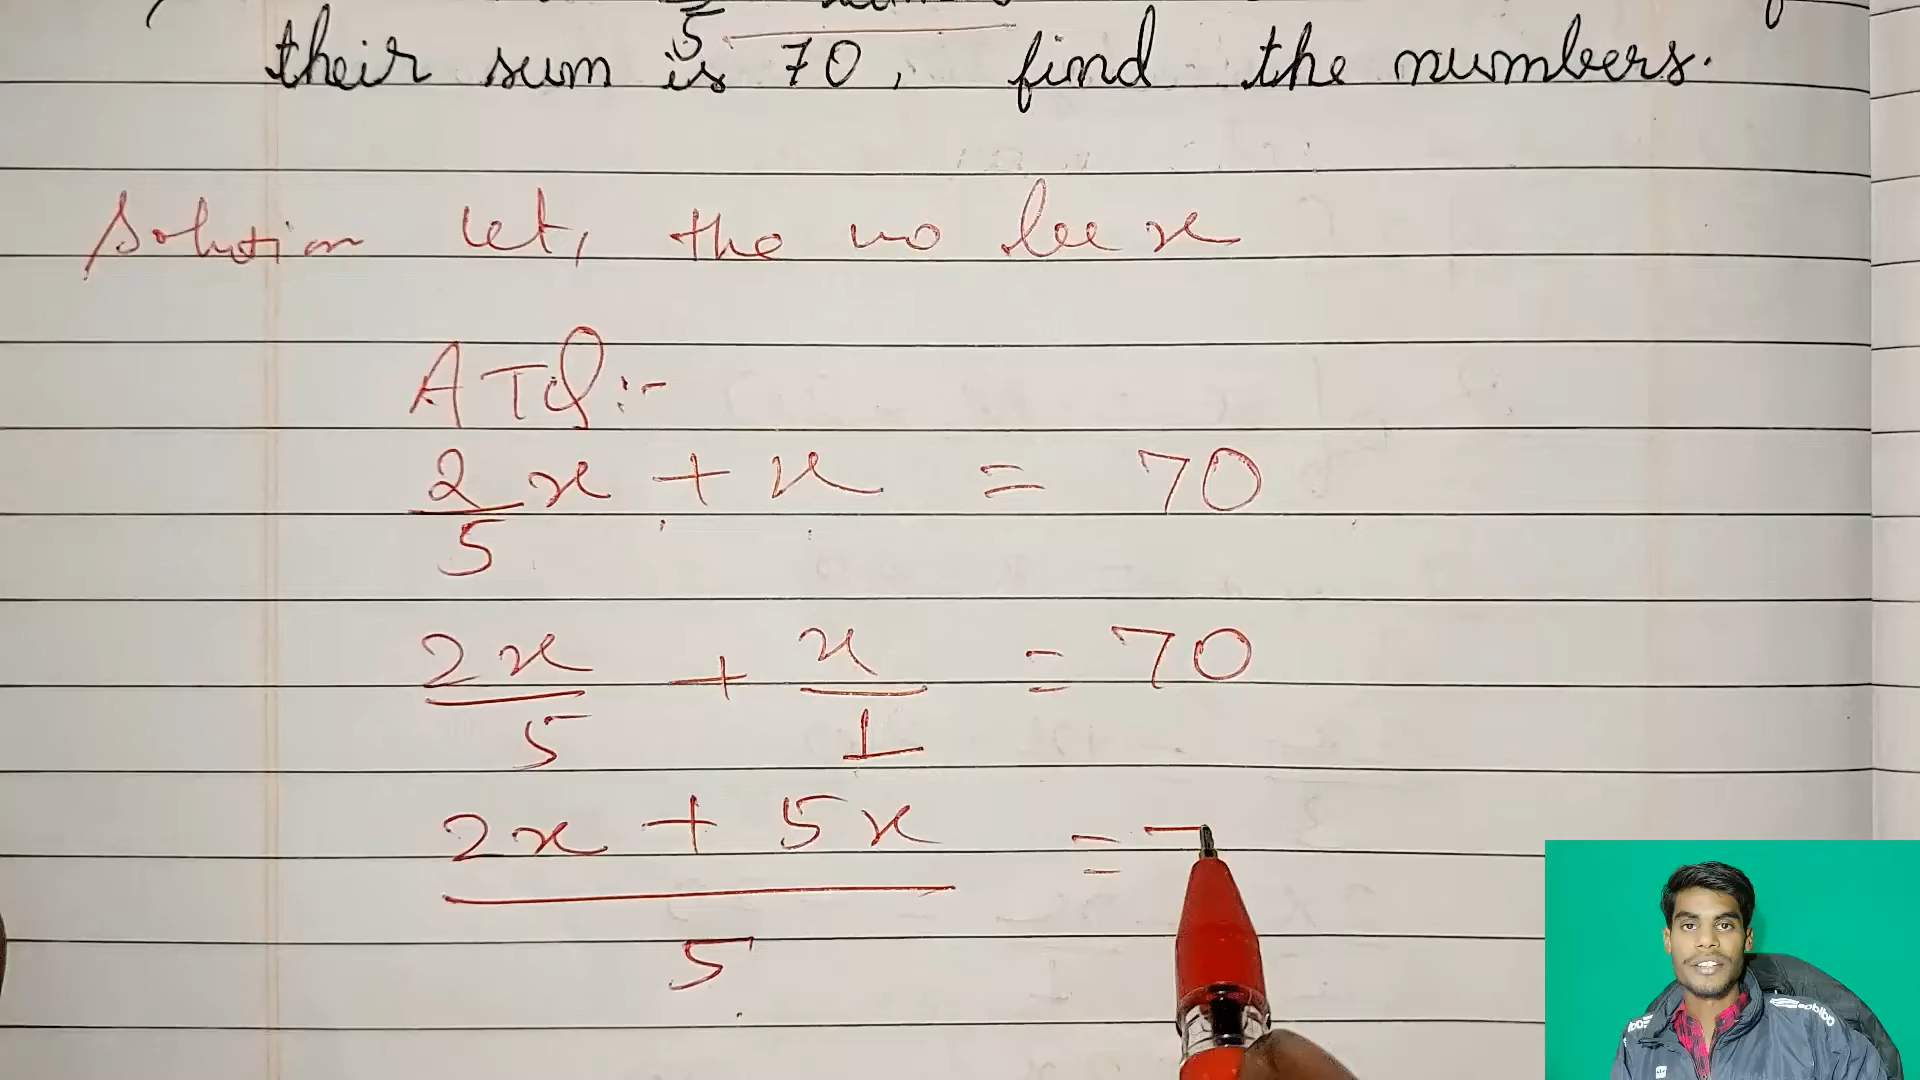 5
their sum is 70, find the numbers.
Solution let, the no be x
ATQ:-
2/5 x + x = 70
2x/5 + x/1 = 70
2x + 5x / 5 = 7